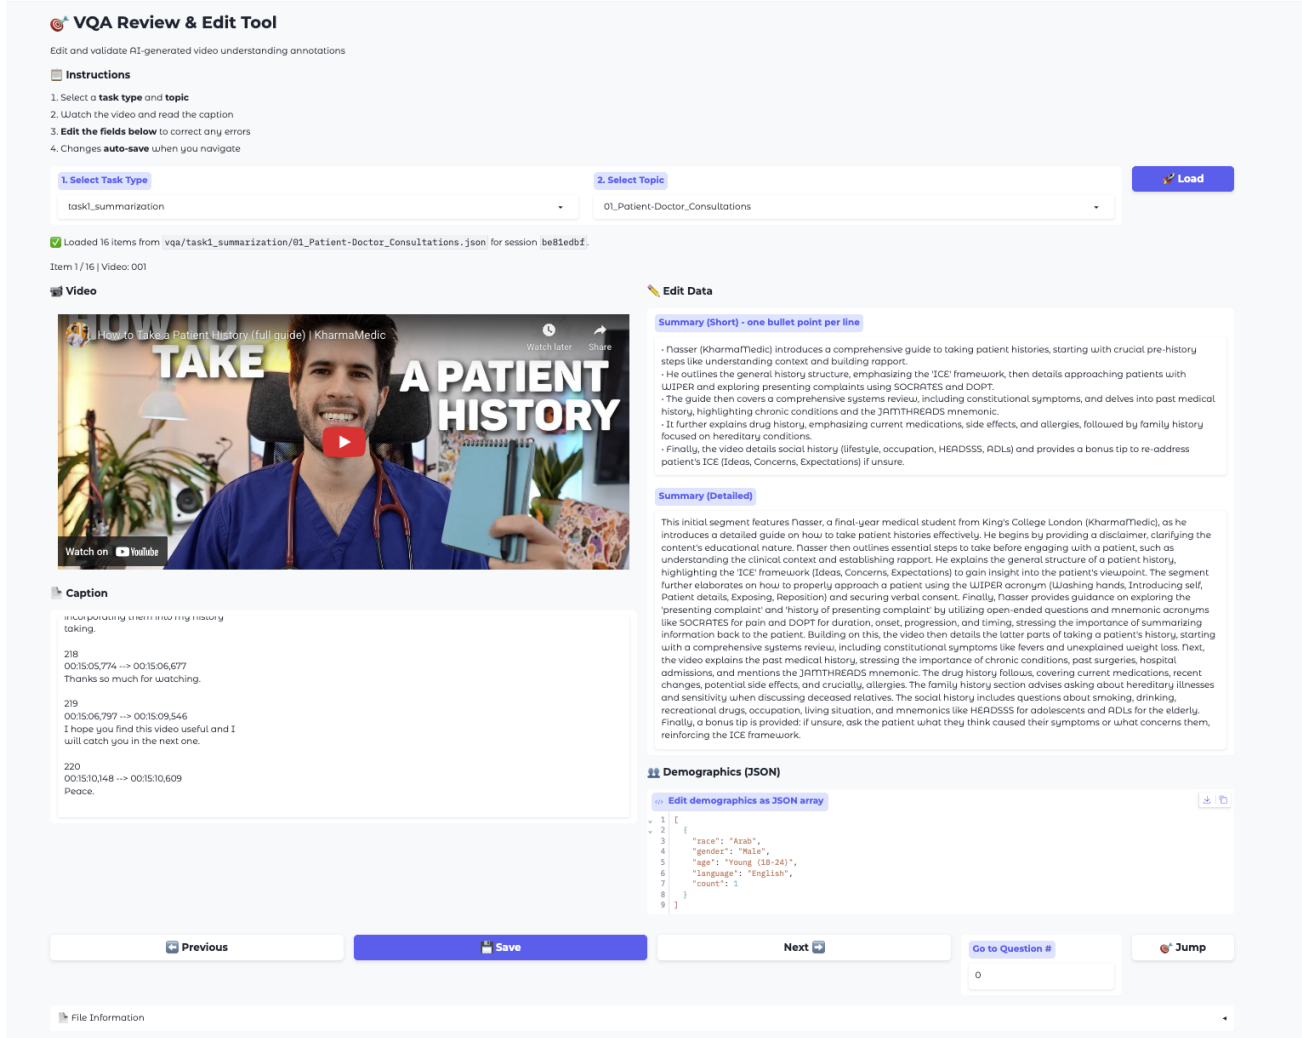 🎯 VQA Review & Edit Tool
Edit and validate AI-generated video understanding annotations
📋 Instructions
1. Select a task type and topic
2. Watch the video and read the caption
3. Edit the fields below to correct any errors
4. Changes auto-save when you navigate
1. Select Task Type
task1_summarization
2. Select Topic
01_Patient-Doctor_Consultations
🚀 Load
✅ Loaded 16 items from vqa/task1_summarization/01_Patient-Doctor_Consultations.json for session be81edbf.
Item 1 / 16 | Video: 001
📹 Video
HOW TO
How to Take a Patient History (full guide) | KharmaMedic
Watch later
Share
TAKE
A PATIENT
HISTORY
Watch on YouTube
📄 Caption
incorporating them into my history
taking.
218
00:15:05,774 --> 00:15:06,677
Thanks so much for watching.
219
00:15:06,797 --> 00:15:09,546
I hope you find this video useful and I
will catch you in the next one.
220
00:15:10,148 --> 00:15:10,609
Peace.
✏️ Edit Data
Summary (Short) - one bullet point per line
• Nasser (KharmaMedic) introduces a comprehensive guide to taking patient histories, starting with crucial pre-history
steps like understanding context and building rapport.
• He outlines the general history structure, emphasizing the 'ICE' framework, then details approaching patients with
WIPER and exploring presenting complaints using SOCRATES and DOPT.
• The guide then covers a comprehensive systems review, including constitutional symptoms, and delves into past medical
history, highlighting chronic conditions and the JAMTHREADS mnemonic.
• It further explains drug history, emphasizing current medications, side effects, and allergies, followed by family history
focused on hereditary conditions.
• Finally, the video details social history (lifestyle, occupation, HEADSSS, ADLs) and provides a bonus tip to re-address
patient's ICE (Ideas, Concerns, Expectations) if unsure.
Summary (Detailed)
This initial segment features Nasser, a final-year medical student from King's College London (KharmaMedic), as he
introduces a detailed guide on how to take patient histories effectively. He begins by providing a disclaimer, clarifying the
content's educational nature. Nasser then outlines essential steps to take before engaging with a patient, such as
understanding the clinical context and establishing rapport. He explains the general structure of a patient history,
highlighting the 'ICE' framework (Ideas, Concerns, Expectations) to gain insight into the patient's viewpoint. The segment
further elaborates on how to properly approach a patient using the WIPER acronym (Washing hands, Introducing self,
Patient details, Exposing, Reposition) and securing verbal consent. Finally, Nasser provides guidance on exploring the
'presenting complaint' and 'history of presenting complaint' by utilizing open-ended questions and mnemonic acronyms
like SOCRATES for pain and DOPT for duration, onset, progression, and timing, stressing the importance of summarizing
information back to the patient. Building on this, the video then details the latter parts of taking a patient's history, starting
with a comprehensive systems review, including constitutional symptoms like fevers and unexplained weight loss. Next,
the video explains the past medical history, stressing the importance of chronic conditions, past surgeries, hospital
admissions, and mentions the JAMTHREADS mnemonic. The drug history follows, covering current medications, recent
changes, potential side effects, and crucially, allergies. The family history section advises asking about hereditary illnesses
and sensitivity when discussing deceased relatives. The social history includes questions about smoking, drinking,
recreational drugs, occupation, living situation, and mnemonics like HEADSSS for adolescents and ADLs for the elderly.
Finally, a bonus tip is provided: if unsure, ask the patient what they think caused their symptoms or what concerns them,
reinforcing the ICE framework.
👥 Demographics (JSON)
</> Edit demographics as JSON array
1 [
2 {
3 "race": "Arab",
4 "gender": "Male",
5 "age": "Young (18-24)",
6 "language": "English",
7 "count": 1
8 }
9 ]
⬅️ Previous
💾 Save
Next ➡️
Go to Question #
0
🎯 Jump
📄 File Information